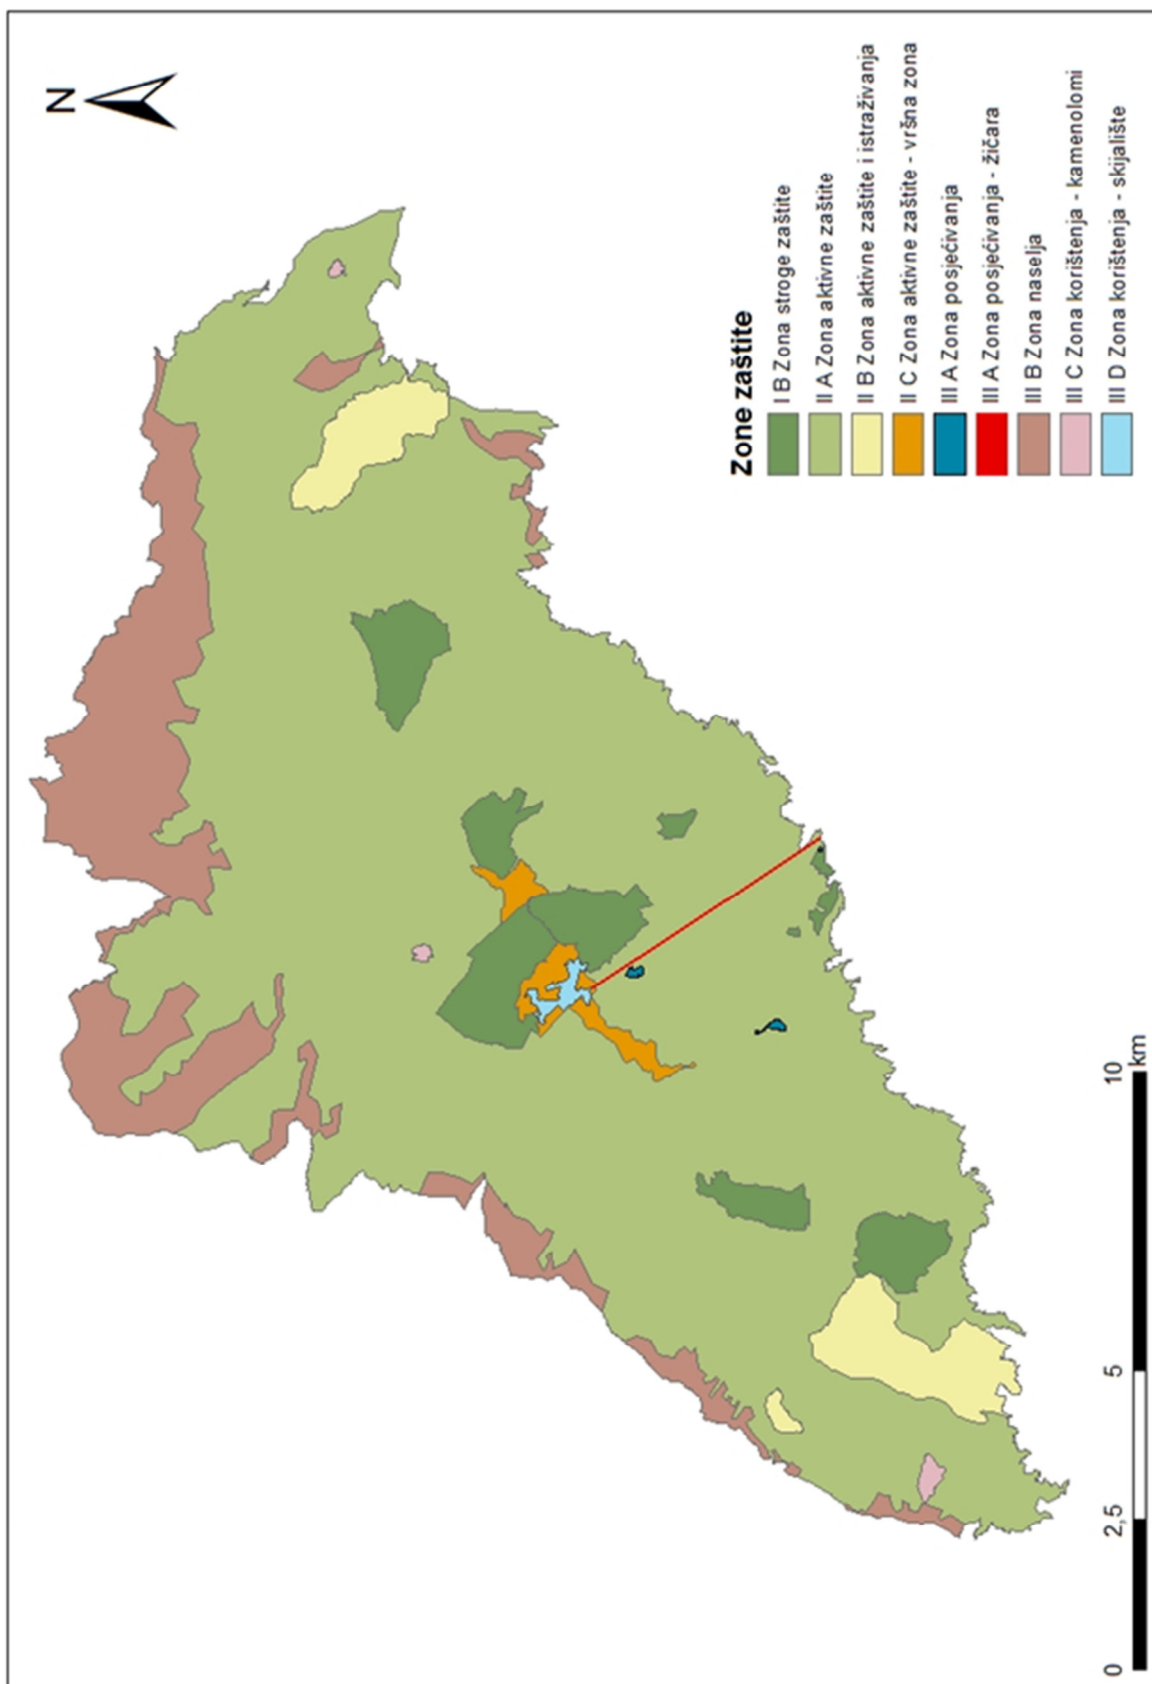 N
Zone zaštite
I B Zona stroge zaštite
II A Zona aktivne zaštite
II B Zona aktivne zaštite i istraživanja
II C Zona aktivne zaštite - vršna zona
III A Zona posjećivanja
III A Zona posjećivanja - žičara
III B Zona naselja
III C Zona korištenja - kamenolomi
III D Zona korištenja - skijalište
0 2,5 5 10
km